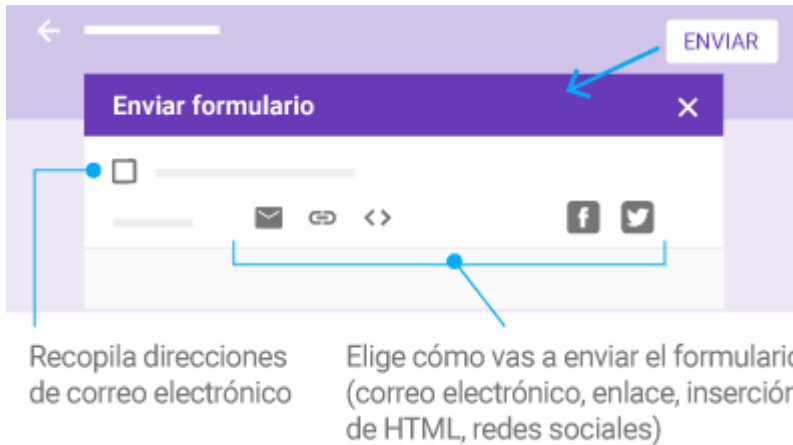 ENVIAR
Enviar formulario
Recopila direcciones
de correo electrónico
Elige cómo vas a enviar el formulario
(correo electrónico, enlace, inserción
de HTML, redes sociales)